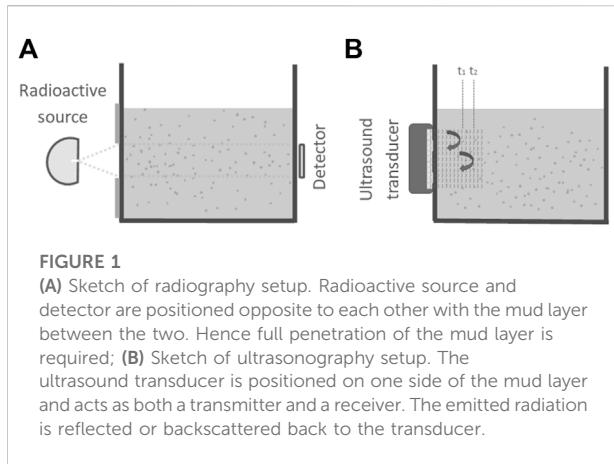 A
Radioactive
source
Detector
B
t₁ t₂
Ultrasound
transducer
FIGURE 1
(A) Sketch of radiography setup. Radioactive source and
detector are positioned opposite to each other with the mud layer
between the two. Hence full penetration of the mud layer is
required; (B) Sketch of ultrasonography setup. The
ultrasound transducer is positioned on one side of the mud layer
and acts as both a transmitter and a receiver. The emitted radiation
is reflected or backscattered back to the transducer.